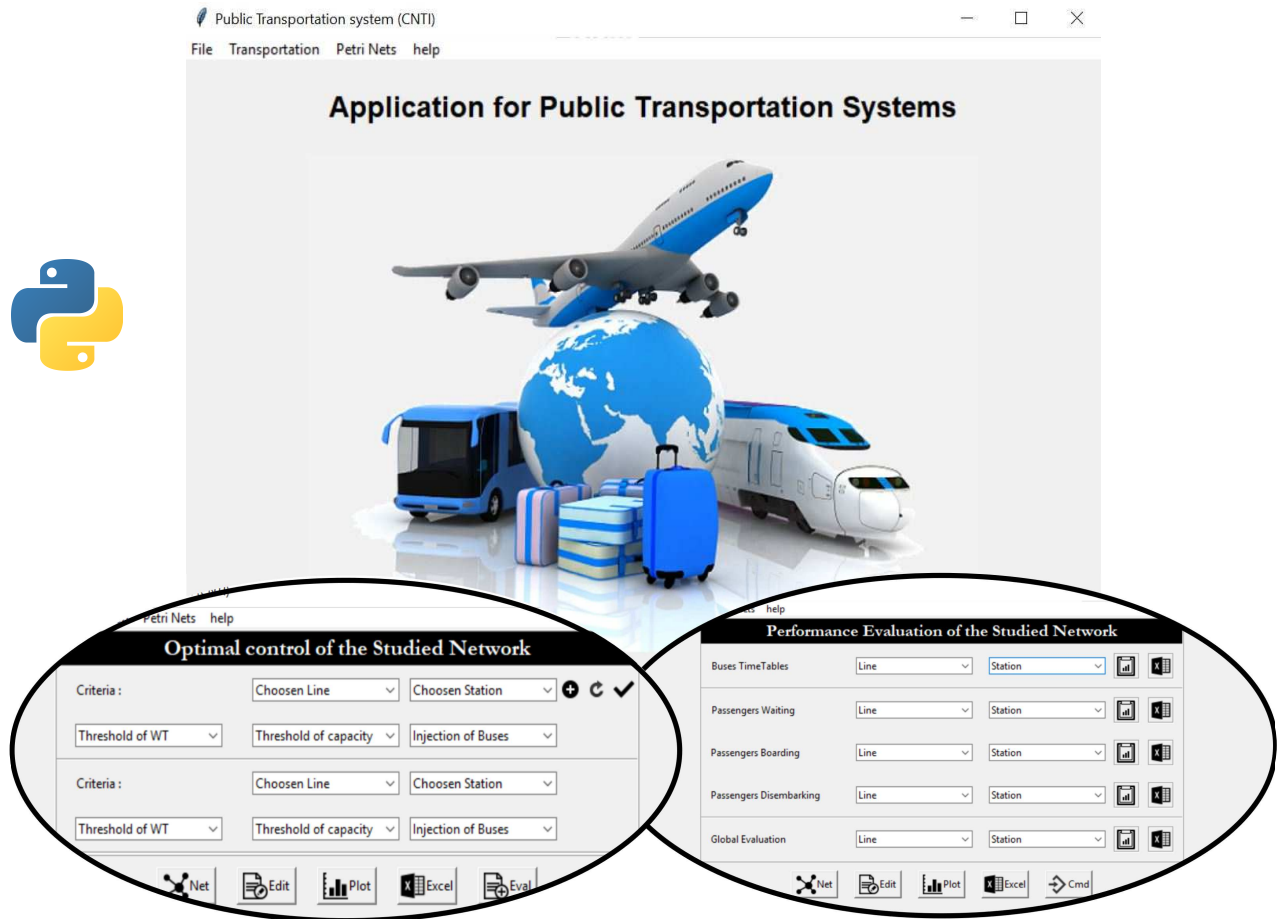 Public Transportation system (CNTI)
File Transportation Petri Nets help
Application for Public Transportation Systems
Petri Nets help
Optimal control of the Studied Network
Criteria : Choosen Line Choosen Station
Threshold of WT Threshold of capacity Injection of Buses
Criteria : Choosen Line Choosen Station
Threshold of WT Threshold of capacity Injection of Buses
Net Edit Plot Excel Eval
help
Performance Evaluation of the Studied Network
Buses TimeTables Line Station
Passengers Waiting Line Station
Passengers Boarding Line Station
Passengers Disembarking Line Station
Global Evaluation Line Station
Net Edit Plot Excel Cmd